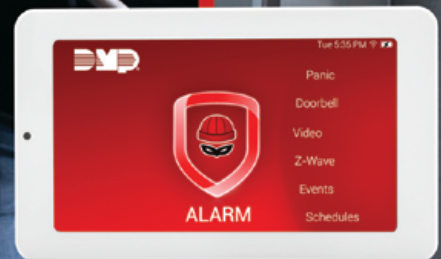 DMP
Tue 5:35 PM
Panic
Doorbell
Video
Z-Wave
Events
ALARM
Schedules